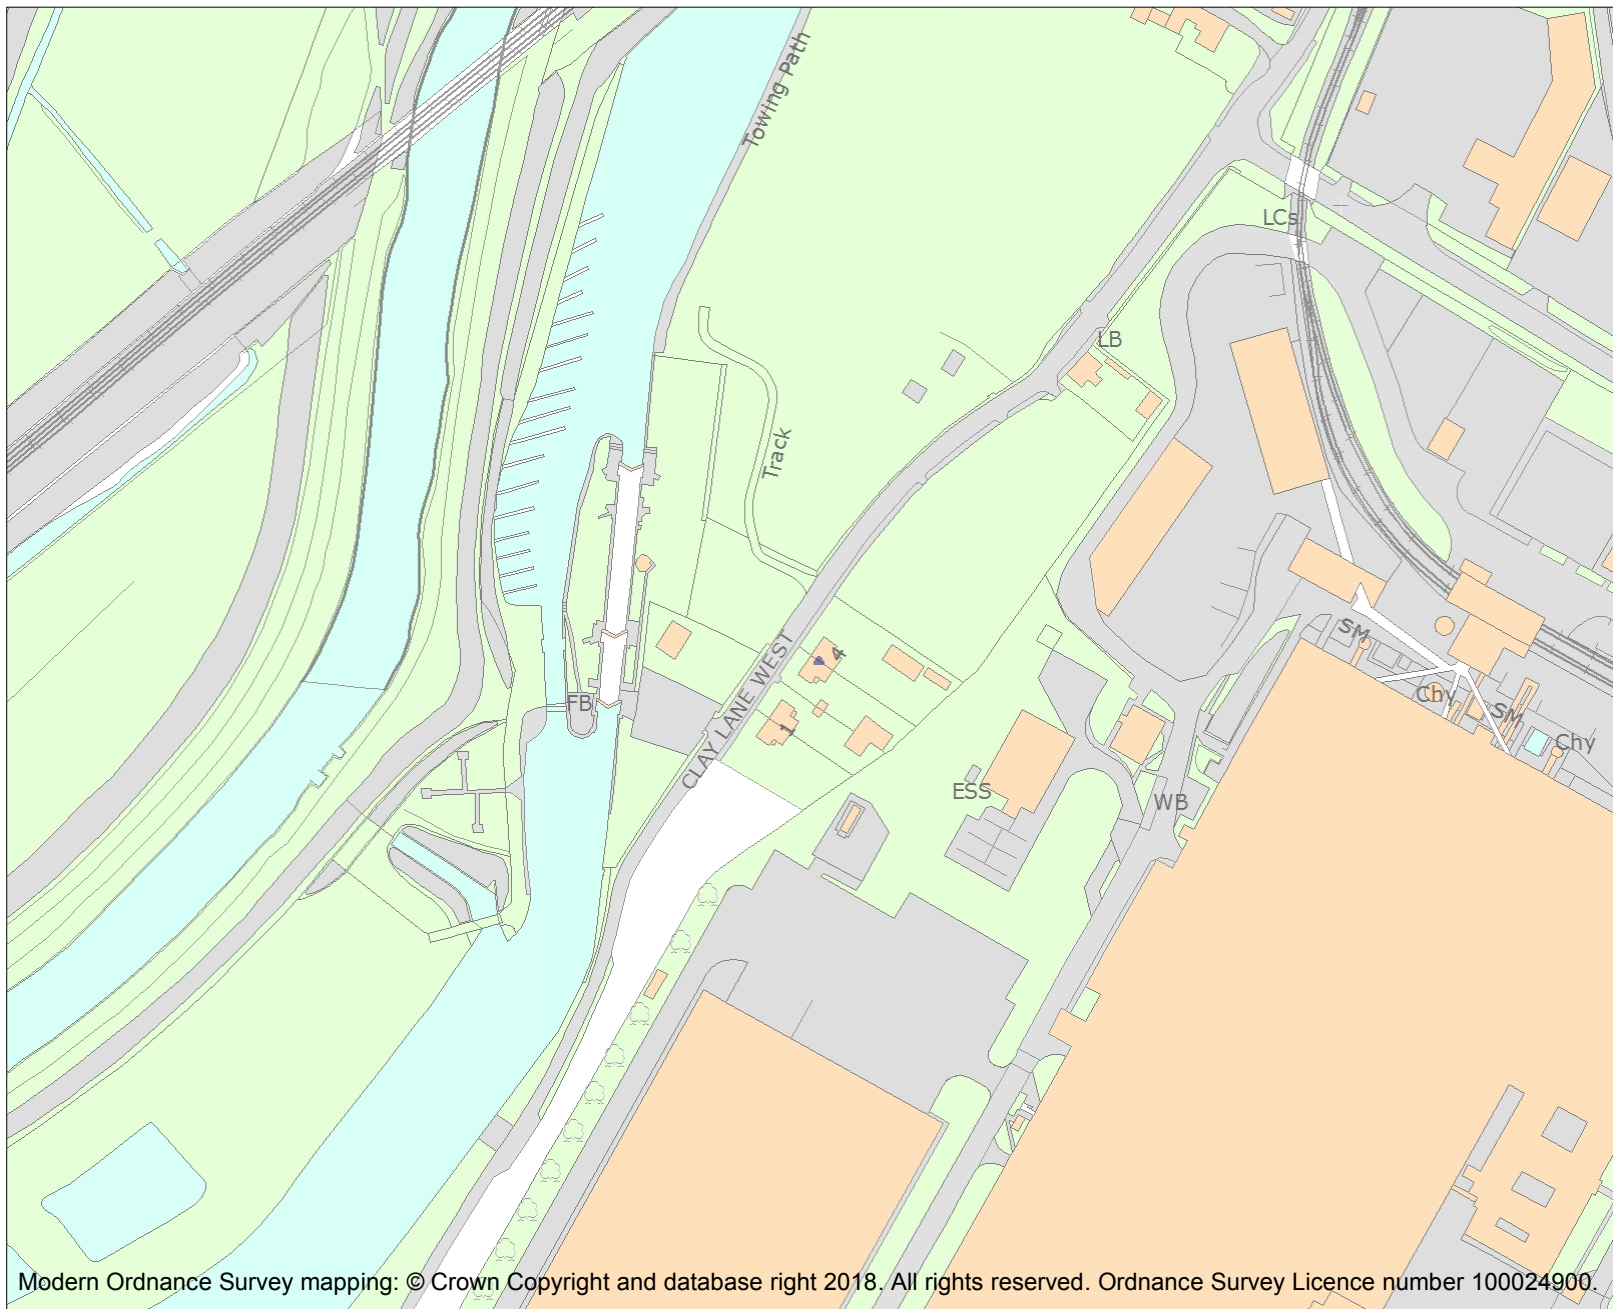 Towing Path
LCs
LB
Track
SM
CLAY LANE WEST
4
FB
1
Chy
SM
Chy
ESS
WB
Modern Ordnance Survey mapping: © Crown Copyright and database right 2018. All rights reserved. Ordnance Survey Licence number 100024900.